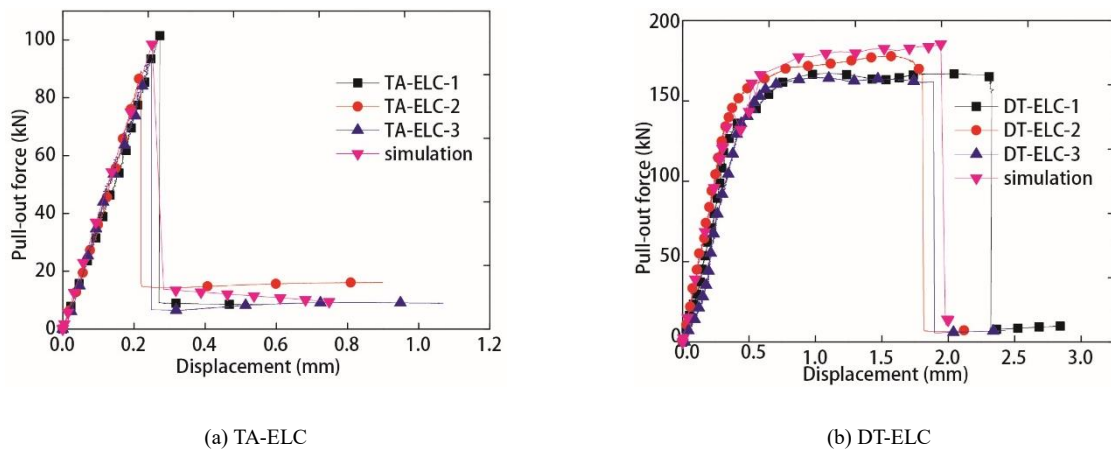 100
80
60
40
20
0
Pull-out force (kN)
TA-ELC-1
TA-ELC-2
TA-ELC-3
simulation
0.0 0.2 0.4 0.6 0.8 1.0 1.2
Displacement (mm)
(a) TA-ELC
200
150
100
50
0
Pull-out force (kN)
DT-ELC-1
DT-ELC-2
DT-ELC-3
simulation
0.0 0.5 1.0 1.5 2.0 2.5 3.0
Displacement (mm)
(b) DT-ELC